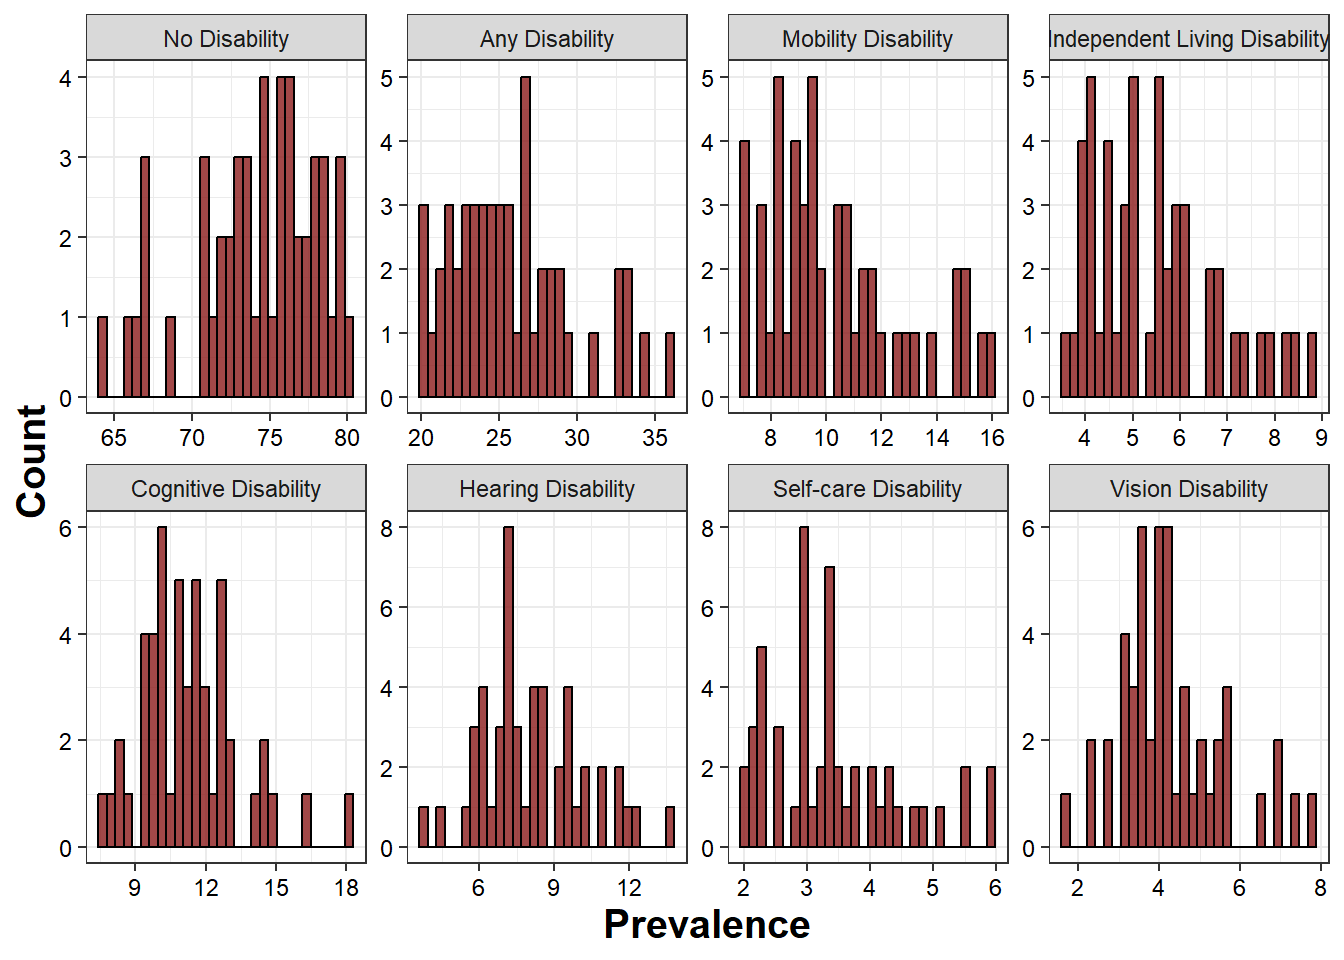 No Disability
Any Disability
Mobility Disability
Independent Living Disability
4
3
2
1
0
5
4
3
2
1
0
5
4
3
2
1
0
5
4
3
2
1
0
65 70 75 80
20 25 30 35
8 10 12 14 16
4 5 6 7 8 9
Count
Cognitive Disability
Hearing Disability
Self-care Disability
Vision Disability
6
4
2
0
8
6
4
2
0
8
6
4
2
0
6
4
2
0
9 12 15 18
6 9 12
2 3 4 5 6
2 4 6 8
Prevalence